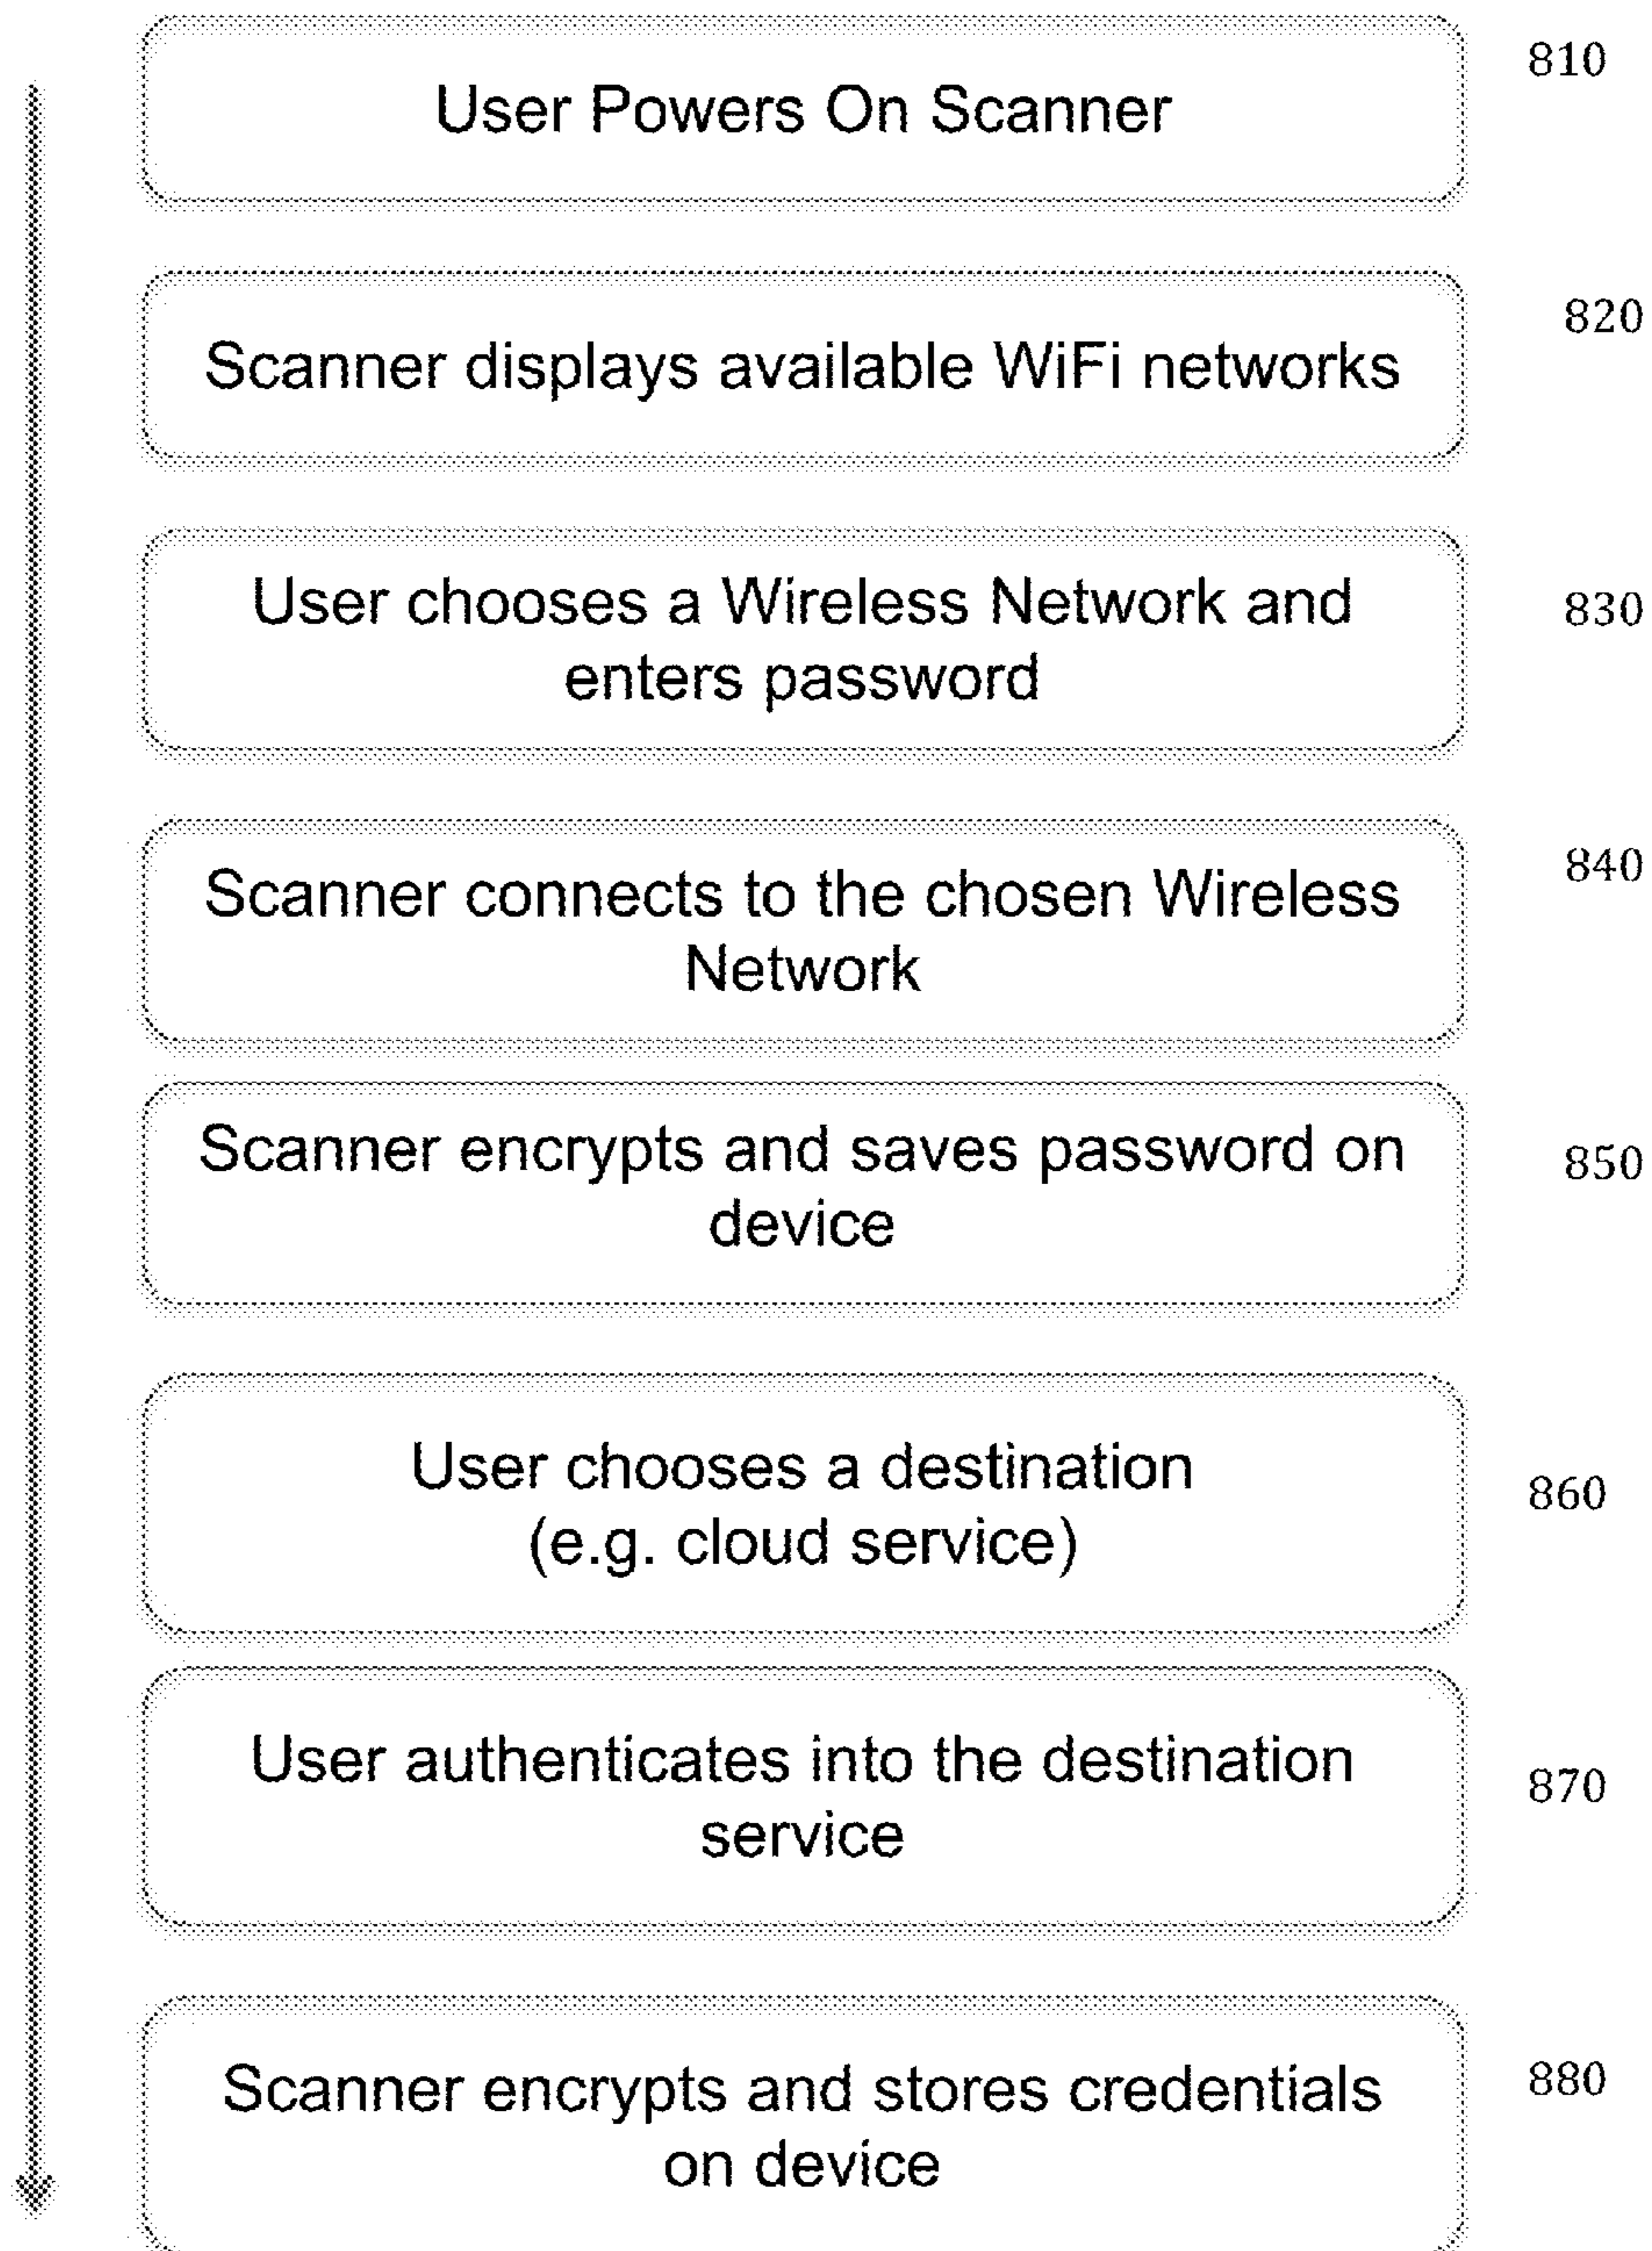 User Powers On Scanner
810
Scanner displays available WiFi networks
820
User chooses a Wireless Network and
enters password
830
Scanner connects to the chosen Wireless
Network
840
Scanner encrypts and saves password on
device
850
User chooses a destination
(e.g. cloud service)
860
User authenticates into the destination
service
870
Scanner encrypts and stores credentials
on device
880